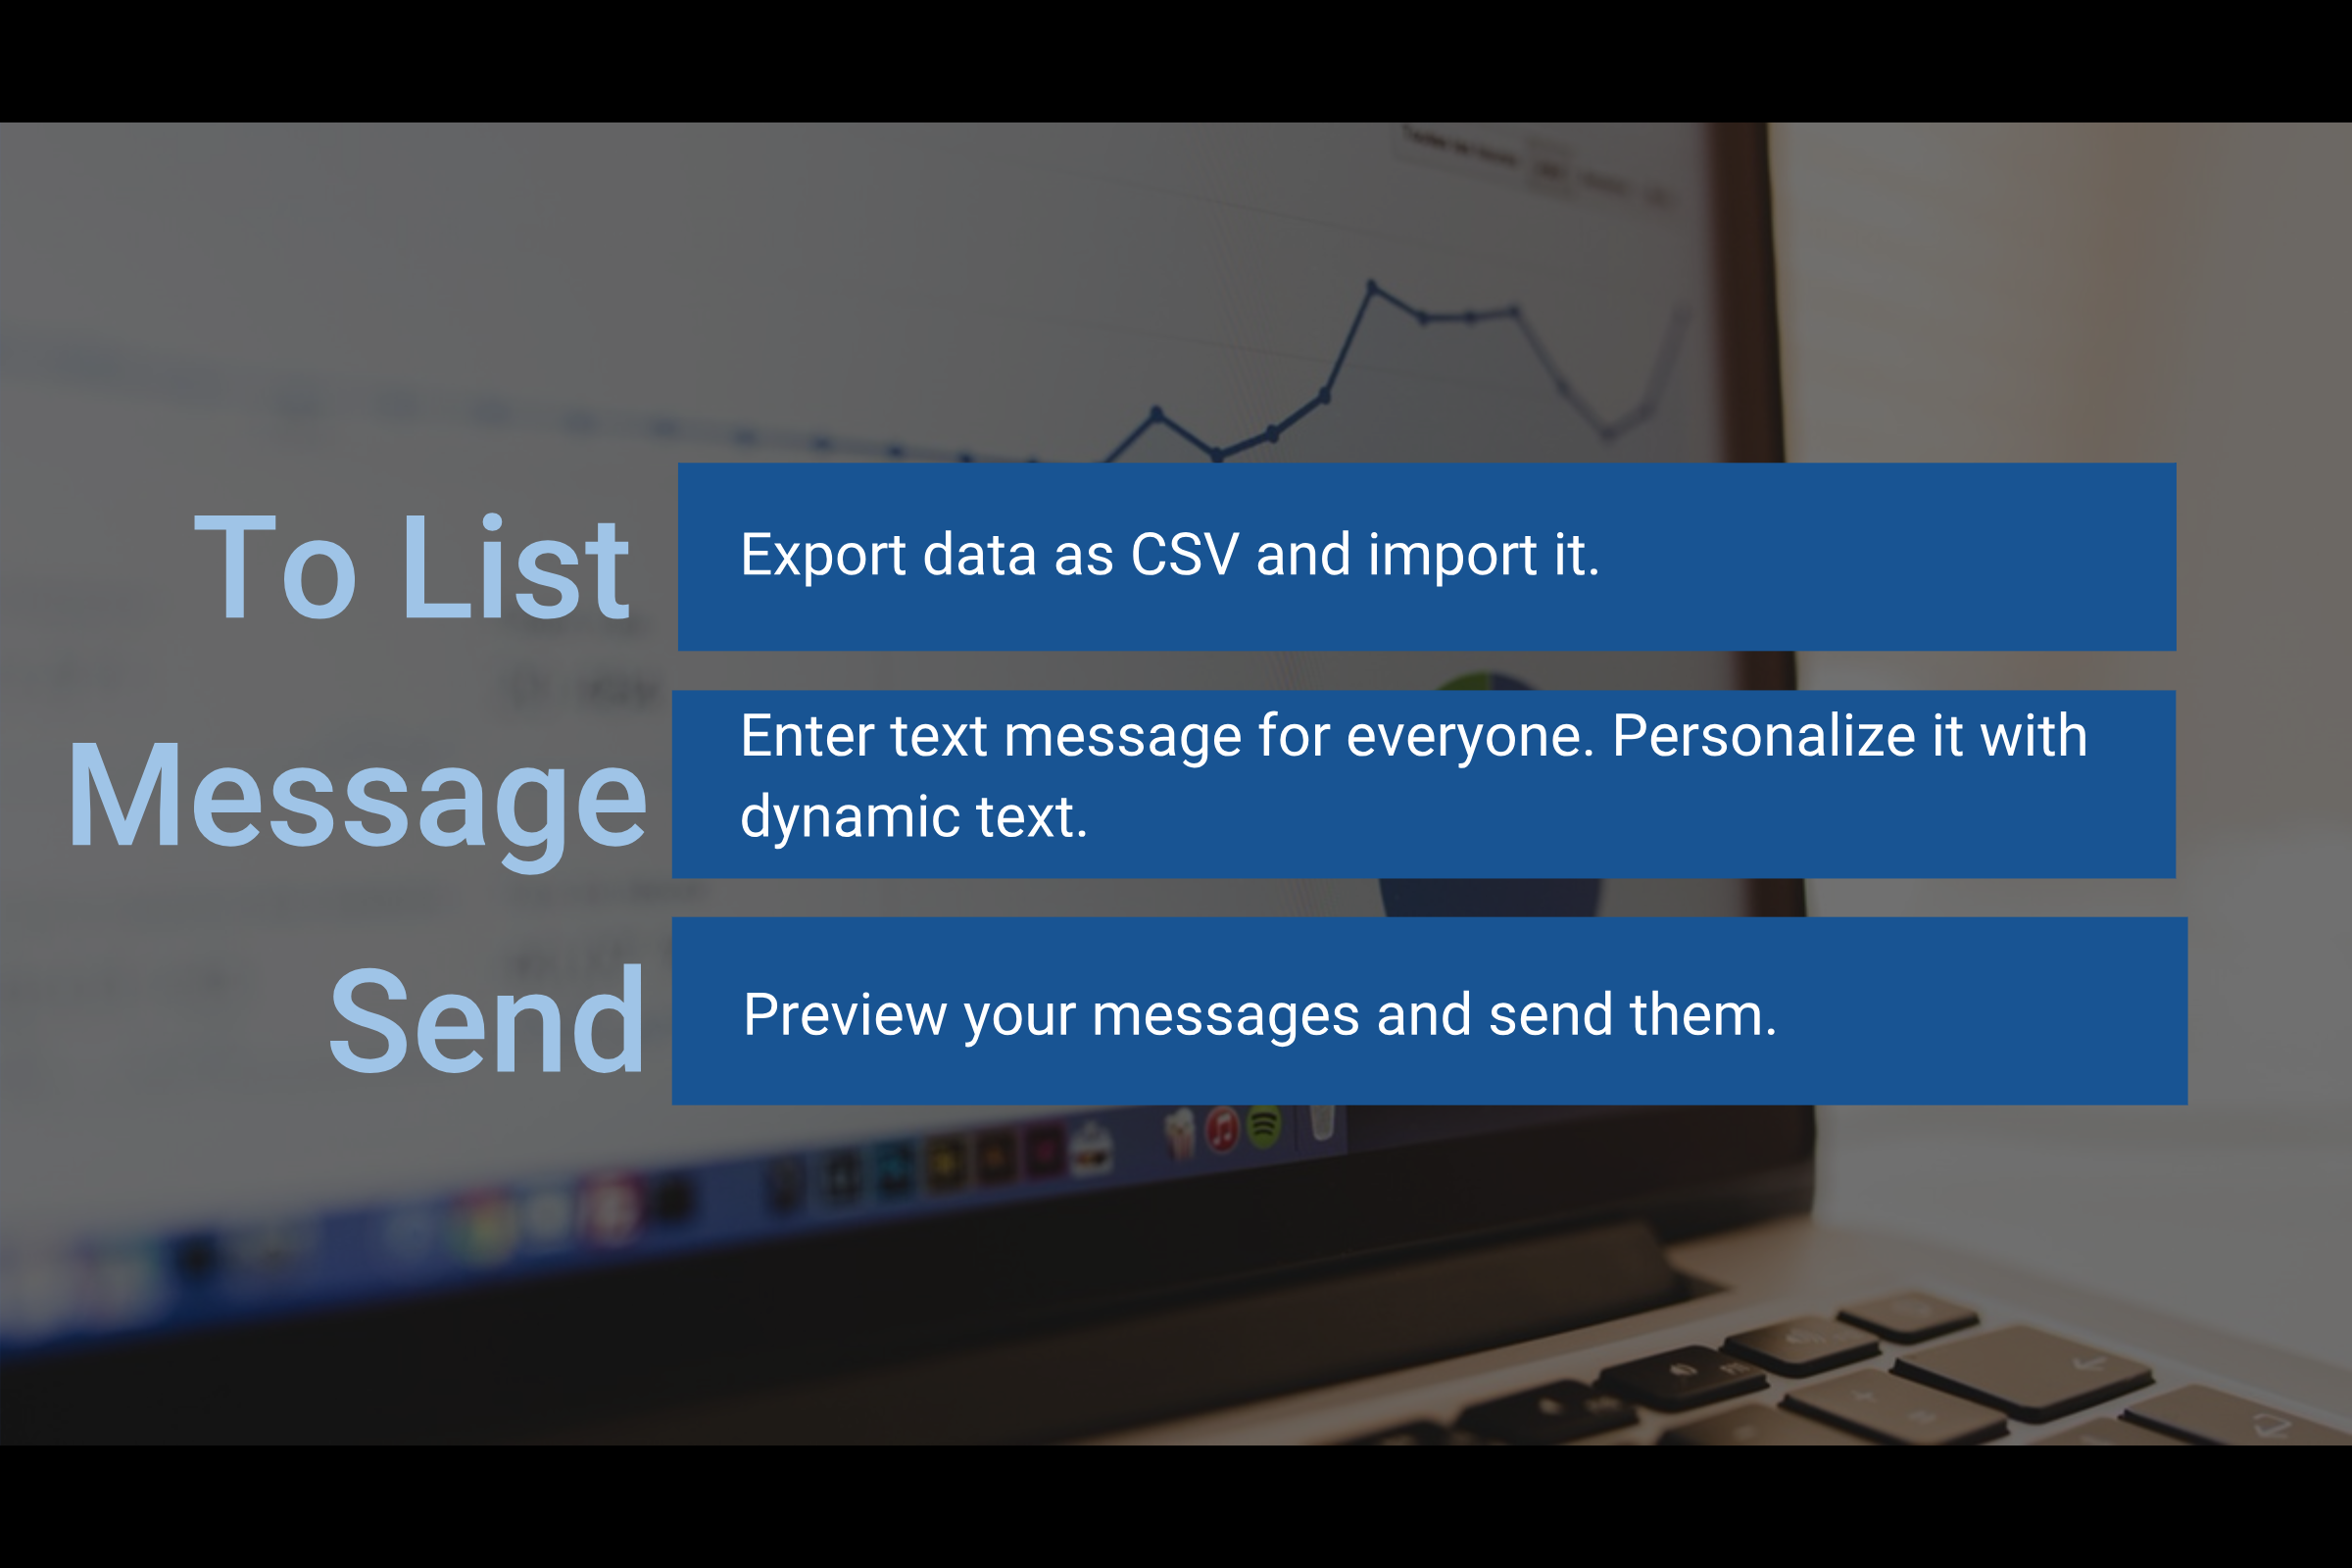 To List
Export data as CSV and import it.
Message
Enter text message for everyone. Personalize it with
dynamic text.
Send
Preview your messages and send them.